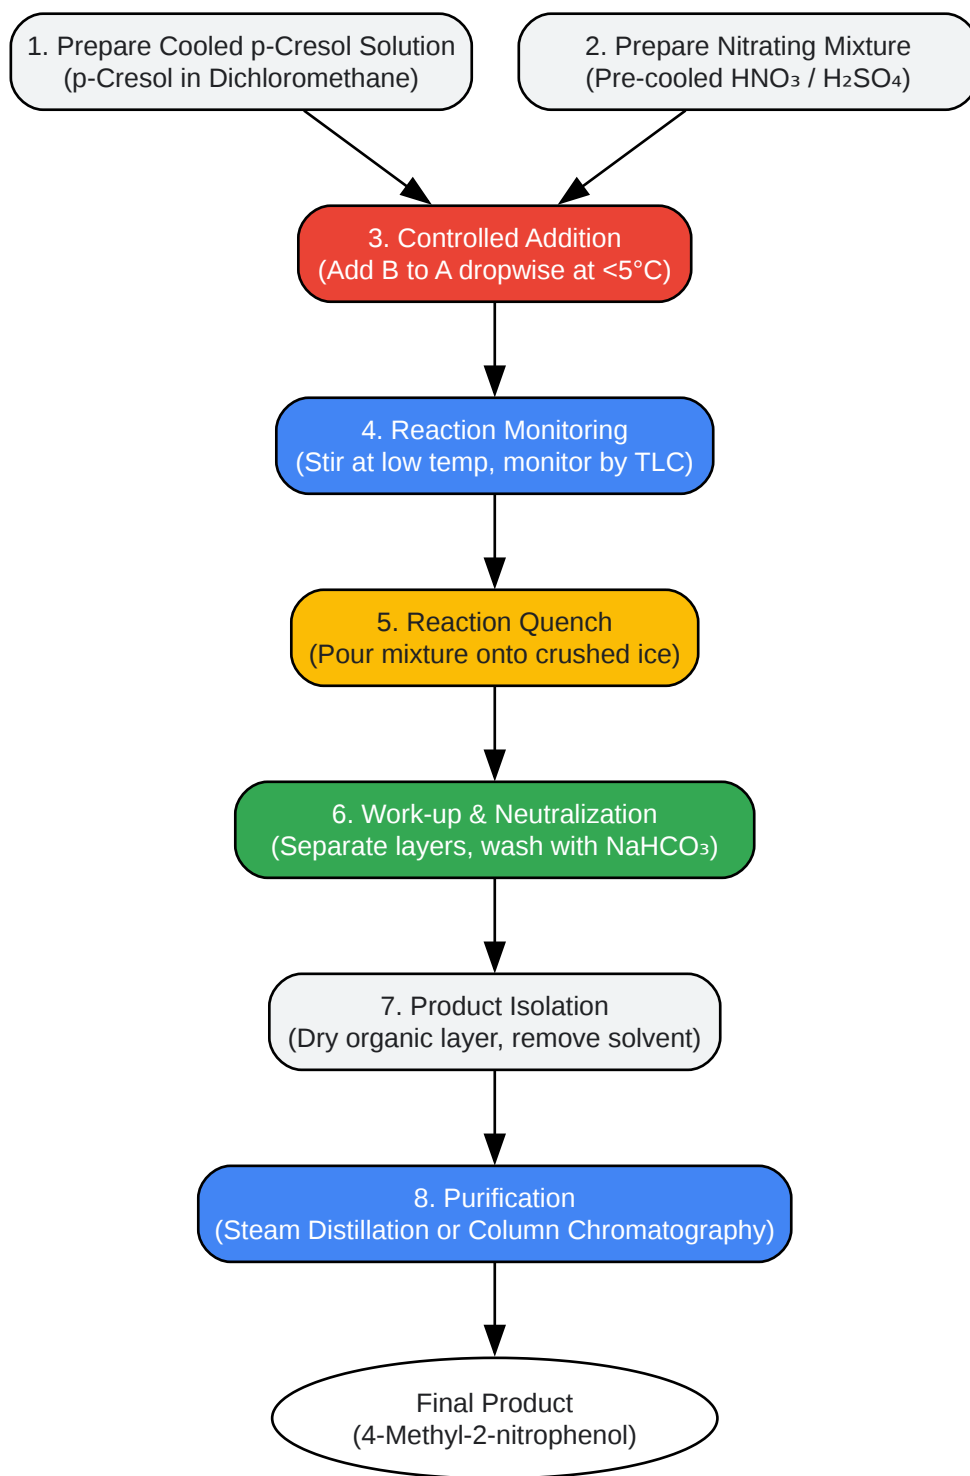 1. Prepare Cooled p-Cresol Solution
(p-Cresol in Dichloromethane)
2. Prepare Nitrating Mixture
(Pre-cooled HNO₃ / H₂SO₄)
3. Controlled Addition
(Add B to A dropwise at <5°C)
4. Reaction Monitoring
(Stir at low temp, monitor by TLC)
5. Reaction Quench
(Pour mixture onto crushed ice)
6. Work-up & Neutralization
(Separate layers, wash with NaHCO₃)
7. Product Isolation
(Dry organic layer, remove solvent)
8. Purification
(Steam Distillation or Column Chromatography)
Final Product
(4-Methyl-2-nitrophenol)